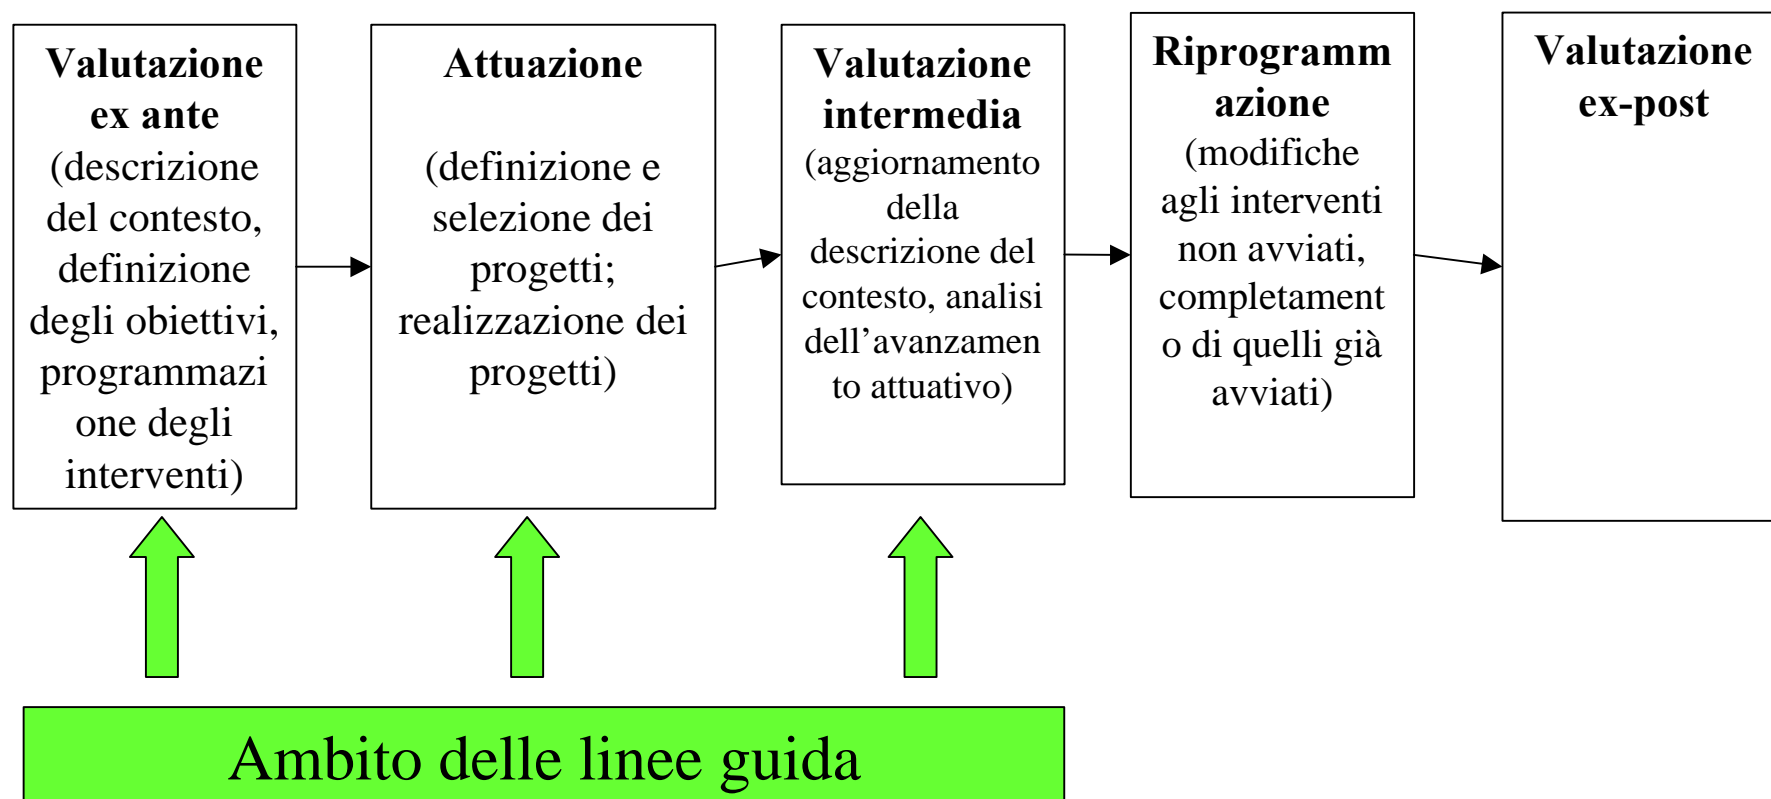 Valutazione
ex ante
(descrizione
del contesto,
definizione
degli obiettivi,
programmazi
one degli
interventi)
Attuazione
(definizione e
selezione dei
progetti;
realizzazione dei
progetti)
Valutazione
intermedia
(aggiornamento
della
descrizione del
contesto, analisi
dell’avanzamen
to attuativo)
Riprogramm
azione
(modifiche
agli interventi
non avviati,
completament
o di quelli già
avviati)
Valutazione
ex-post
Ambito delle linee guida